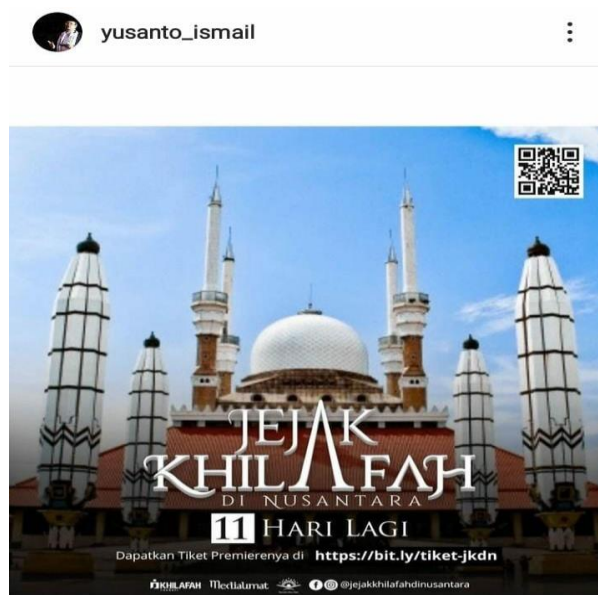 yusanto_ismail
JEJAK
KHILAFAH
DI NUSANTARA
11 HARI LAGI
Dapatkan Tiket Premierenya di https://bit.ly/tiket-jkdn
KHILAFAH Medialumat @jejakkhilafahdinusantara